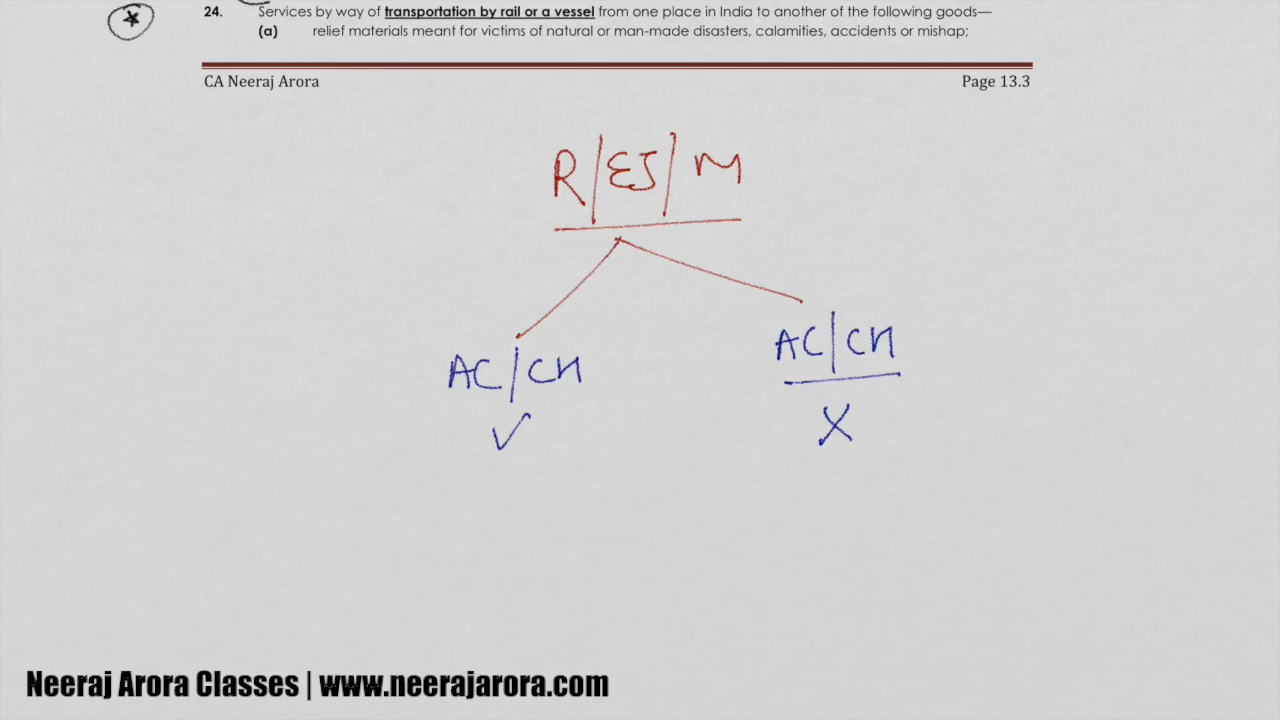 24. Services by way of transportation by rail or a vessel from one place in India to another of the following goods—
(a) relief materials meant for victims of natural or man-made disasters, calamities, accidents or mishap;
CA Neeraj Arora Page 13.3
R/EJ/M
AC/CH AC/CH
Neeraj Arora Classes | www.neerajarora.com